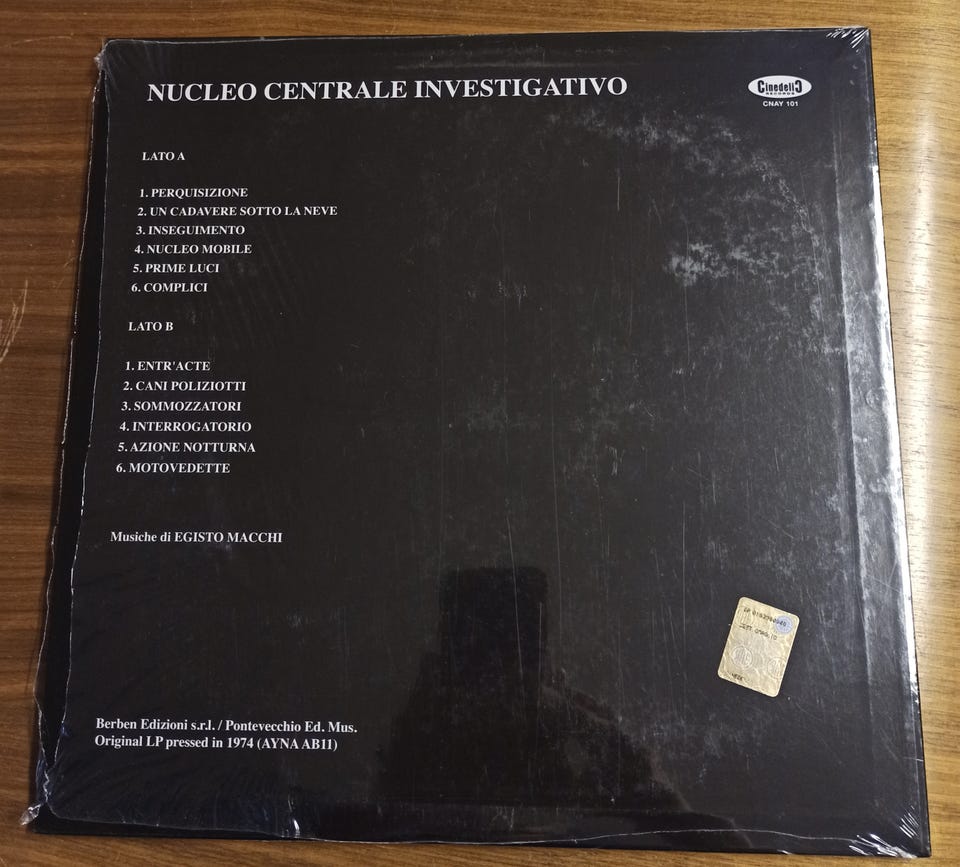 NUCLEO CENTRALE INVESTIGATIVO
Cinedelic
RECORDS
CNAY 101
LATO A
1. PERQUISIZIONE
2. UN CADAVERE SOTTO LA NEVE
3. INSEGUIMENTO
4. NUCLEO MOBILE
5. PRIME LUCI
6. COMPLICI
LATO B
1. ENTR'ACTE
2. CANI POLIZIOTTI
3. SOMMOZZATORI
4. INTERROGATORIO
5. AZIONE NOTTURNA
6. MOTOVEDETTE
Musiche di EGISTO MACCHI
Berben Edizioni s.r.l. / Pontevecchio Ed. Mus.
Original LP pressed in 1974 (AYNA AB11)